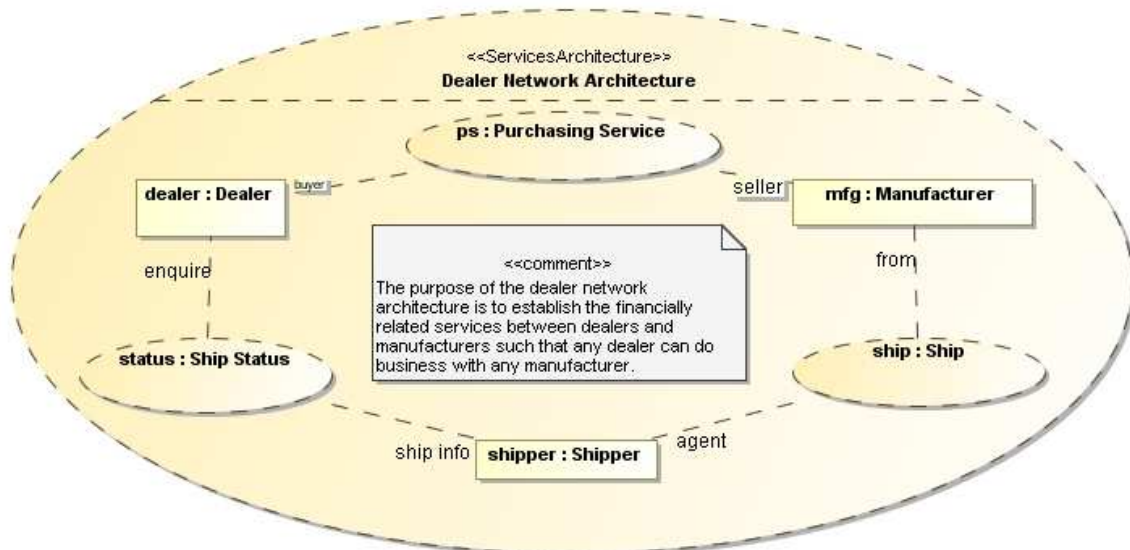 <<ServicesArchitecture>>
Dealer Network Architecture
ps : Purchasing Service
dealer : Dealer
buyer
seller
mfg : Manufacturer
enquire
from
<<comment>>
The purpose of the dealer network
architecture is to establish the financially
related services between dealers and
manufacturers such that any dealer can do
business with any manufacturer.
status : Ship Status
ship : Ship
ship info
shipper : Shipper
agent